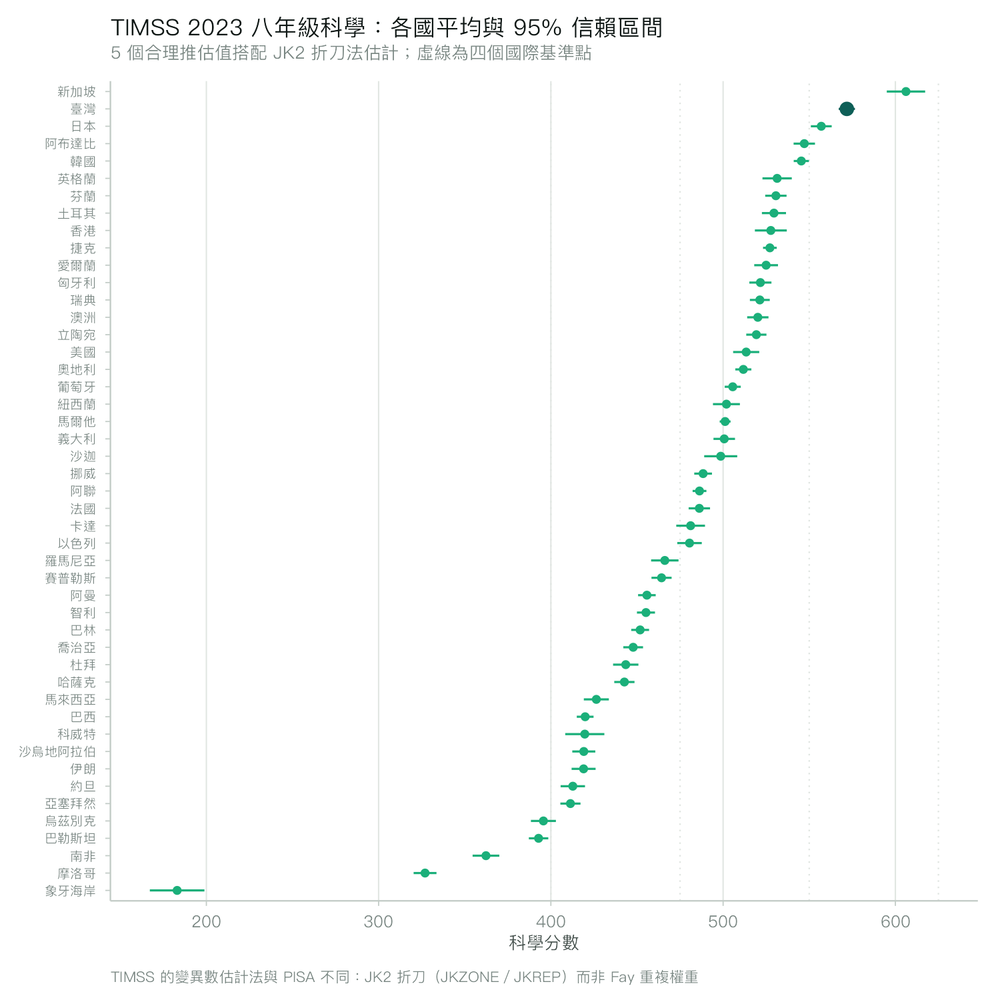 TIMSS 2023 八年級科學：各國平均與 95% 信賴區間
5 個合理推估值搭配 JK2 折刀法估計；虛線為四個國際基準點
新加坡
臺灣
日本
阿布達比
韓國
英格蘭
芬蘭
土耳其
香港
捷克
愛爾蘭
匈牙利
瑞典
澳洲
立陶宛
美國
奧地利
葡萄牙
紐西蘭
馬爾他
義大利
沙迦
挪威
阿聯
法國
卡達
以色列
羅馬尼亞
賽普勒斯
阿曼
智利
巴林
喬治亞
杜拜
哈薩克
馬來西亞
巴西
科威特
沙烏地阿拉伯
伊朗
約旦
亞塞拜然
烏茲別克
巴勒斯坦
南非
摩洛哥
象牙海岸
200 300 400 500 600
科學分數
TIMSS 的變異數估計法與 PISA 不同：JK2 折刀（JKZONE / JKREP）而非 Fay 重複權重